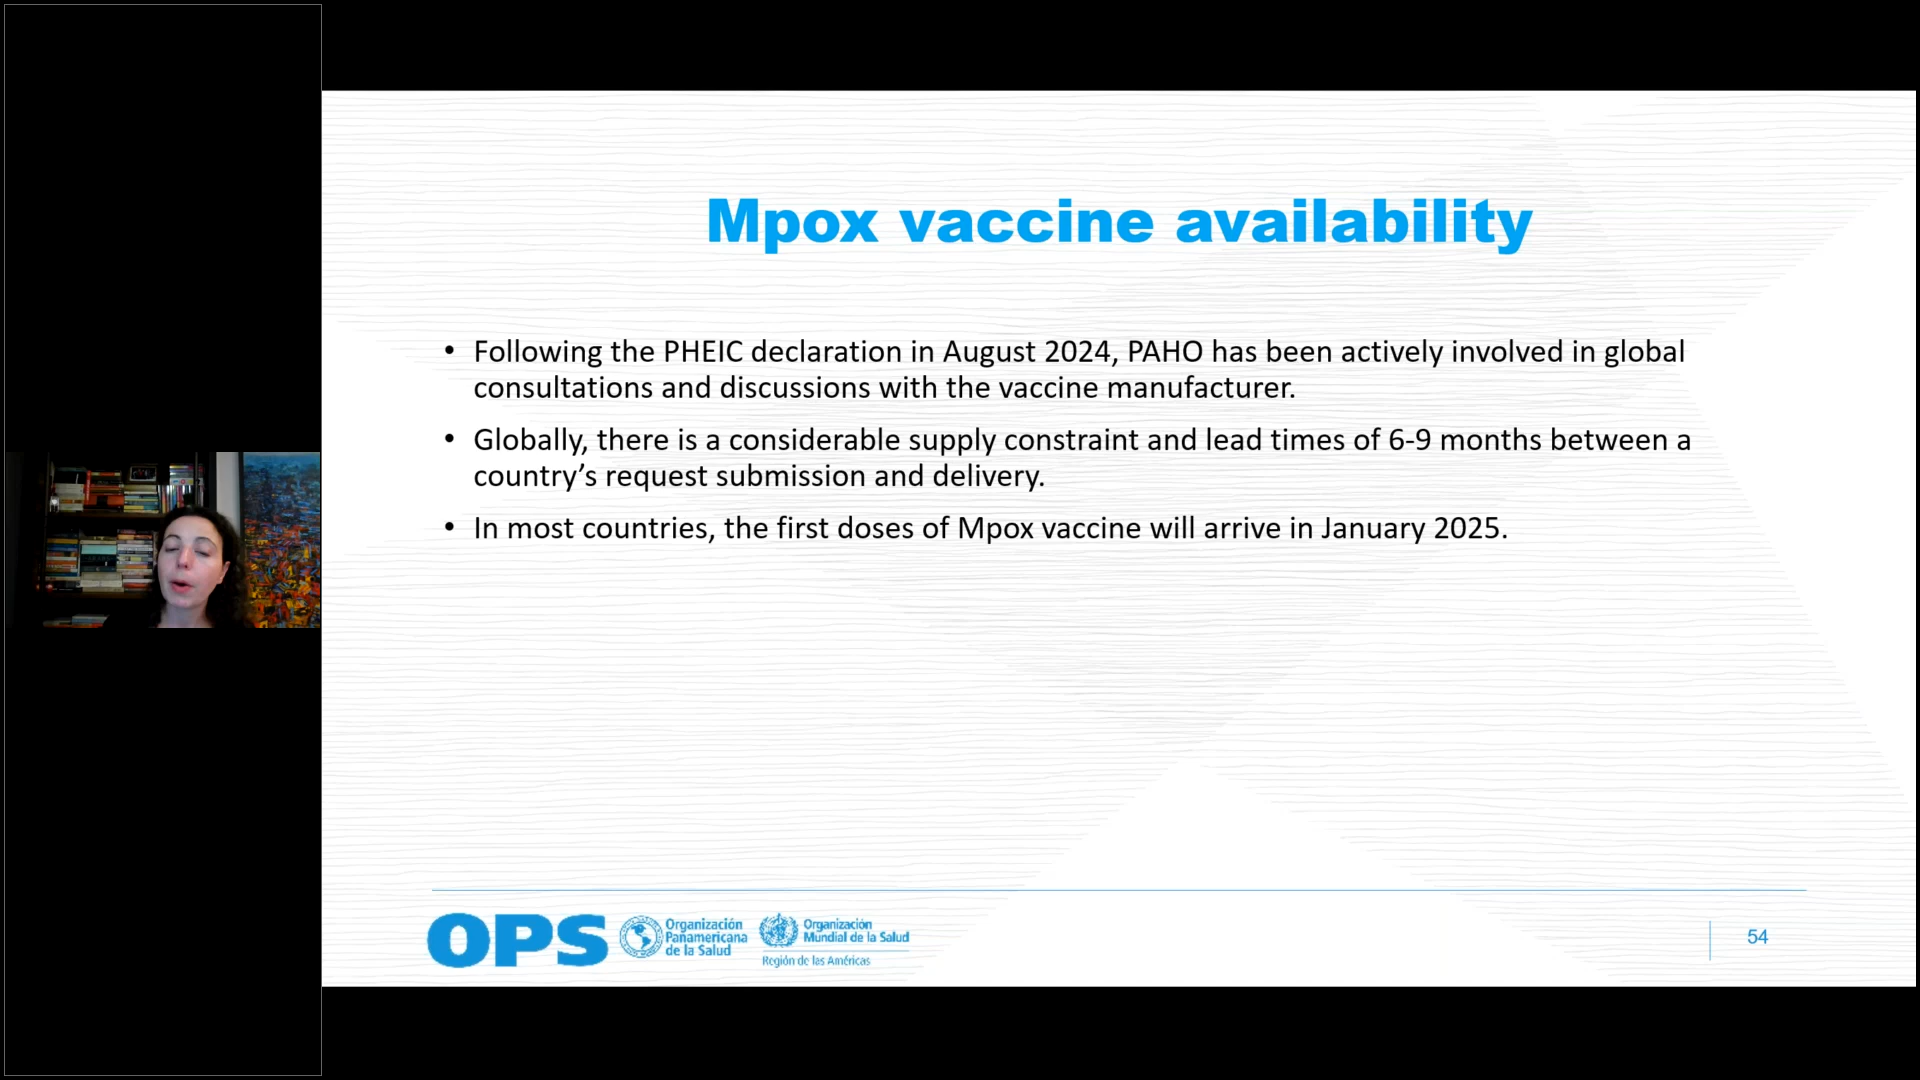 Mpox vaccine availability
• Following the PHEIC declaration in August 2024, PAHO has been actively involved in global
consultations and discussions with the vaccine manufacturer.
• Globally, there is a considerable supply constraint and lead times of 6-9 months between a
country’s request submission and delivery.
• In most countries, the first doses of Mpox vaccine will arrive in January 2025.
OPS
Organización
Panamericana
de la Salud
Organización
Mundial de la Salud
Región de las Américas
54